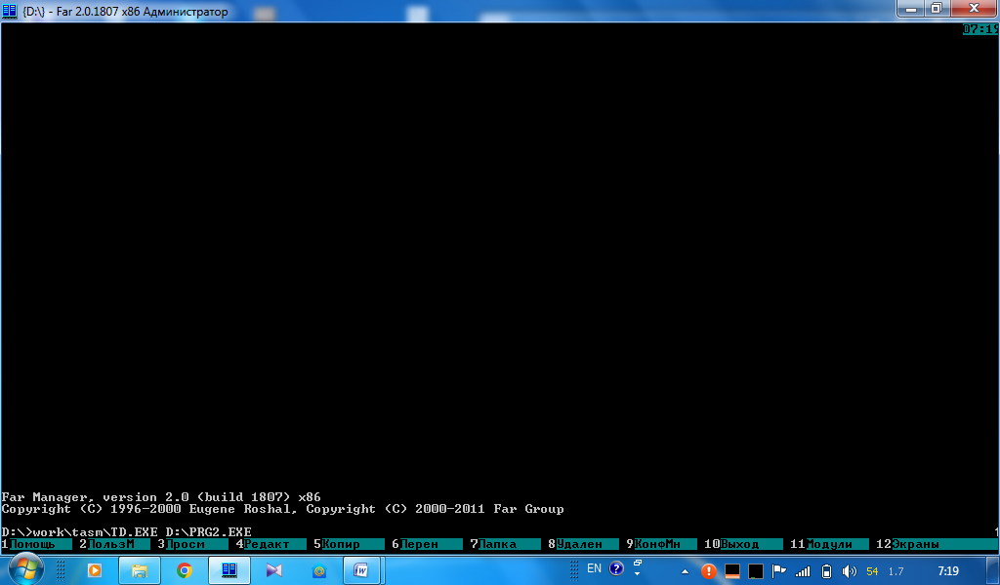 {D:\} - Far 2.0.1807 x86 Администратор
07:19
Far Manager, version 2.0 (build 1807) x86
Copyright (C) 1996-2000 Eugene Roshal, Copyright (C) 2000-2011 Far Group
D:\>work\tasm\TD.EXE D:\PRG2.EXE
1Помощь 2ПользМ 3Просм 4Редакт 5Копир 6Перен 7Папка 8Удален 9КонфМн 10Выход 11Модули 12Экраны
EN 54 1.7 7:19